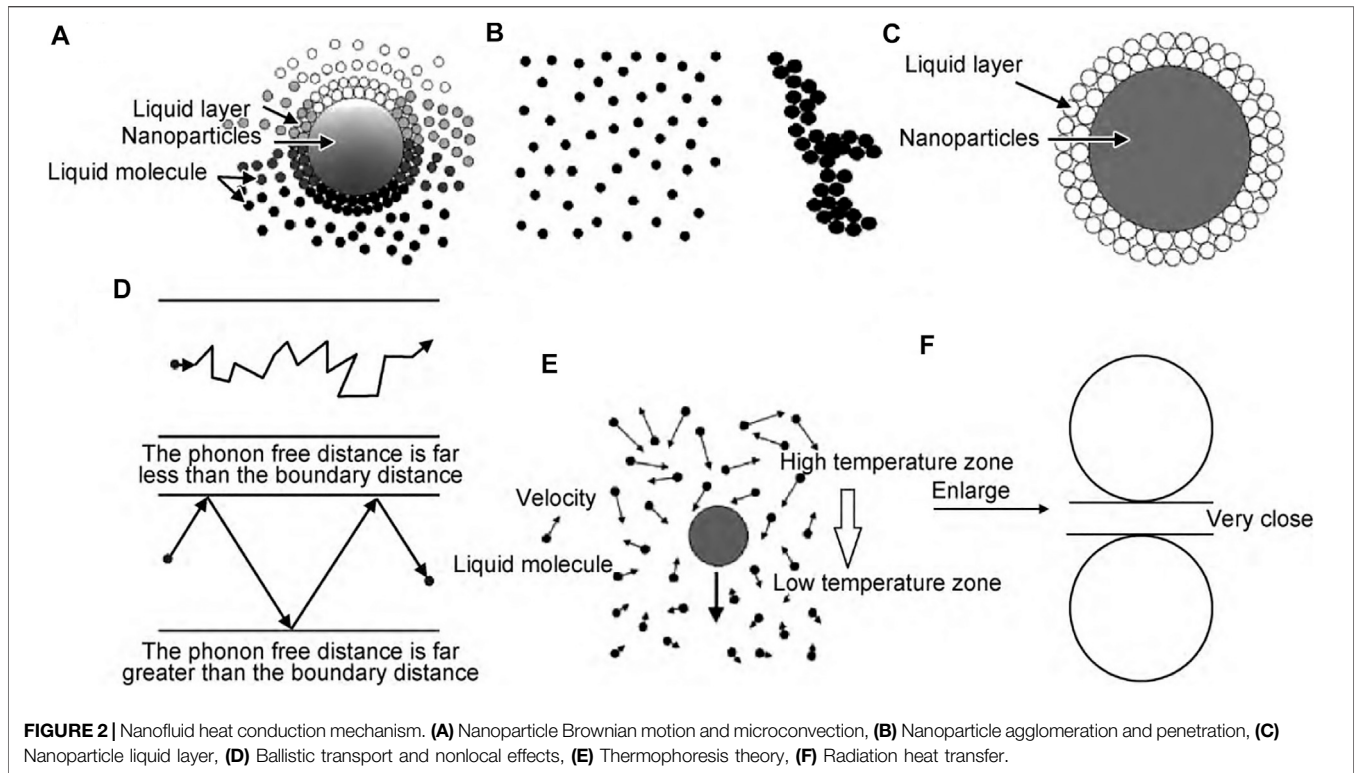 A
Liquid layer
Nanoparticles
Liquid molecule
B
C
Liquid layer
Nanoparticles
D
The phonon free distance is far
less than the boundary distance
The phonon free distance is far
greater than the boundary distance
E
Velocity
Liquid molecule
High temperature zone
Low temperature zone
F
Enlarge
Very close
FIGURE 2 | Nanofluid heat conduction mechanism. (A) Nanoparticle Brownian motion and microconvection, (B) Nanoparticle agglomeration and penetration, (C)
Nanoparticle liquid layer, (D) Ballistic transport and nonlocal effects, (E) Thermophoresis theory, (F) Radiation heat transfer.